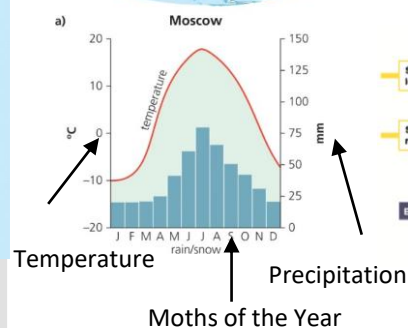 a)
Moscow
20
10
0
–10
–20
°C
temperature
150
125
100
75
50
25
0
mm
J F M A M J J A S O N D
rain/snow
Temperature
Precipitation
Moths of the Year